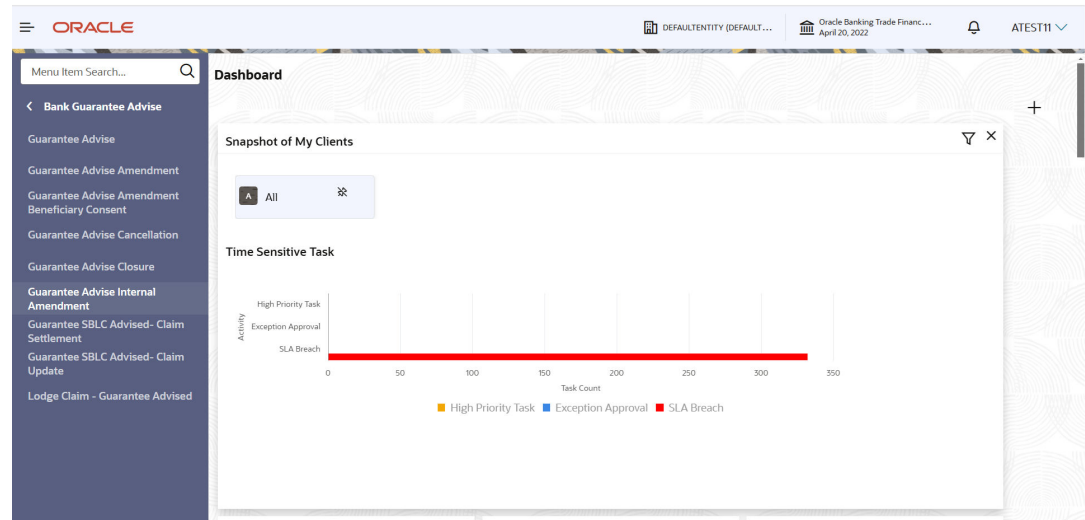 ORACLE
DEFAULTENTITY (DEFAULT...
Oracle Banking Trade Financ...
April 20, 2022
ATEST11
Menu Item Search...
Bank Guarantee Advise
Guarantee Advise
Guarantee Advise Amendment
Guarantee Advise Amendment
Beneficiary Consent
Guarantee Advise Cancellation
Guarantee Advise Closure
Guarantee Advise Internal
Amendment
Guarantee SBLC Advised- Claim
Settlement
Guarantee SBLC Advised- Claim
Update
Lodge Claim - Guarantee Advised
Dashboard
Snapshot of My Clients
A All
Time Sensitive Task
Activity
High Priority Task
Exception Approval
SLA Breach
0 50 100 150 200 250 300 350
Task Count
High Priority Task Exception Approval SLA Breach